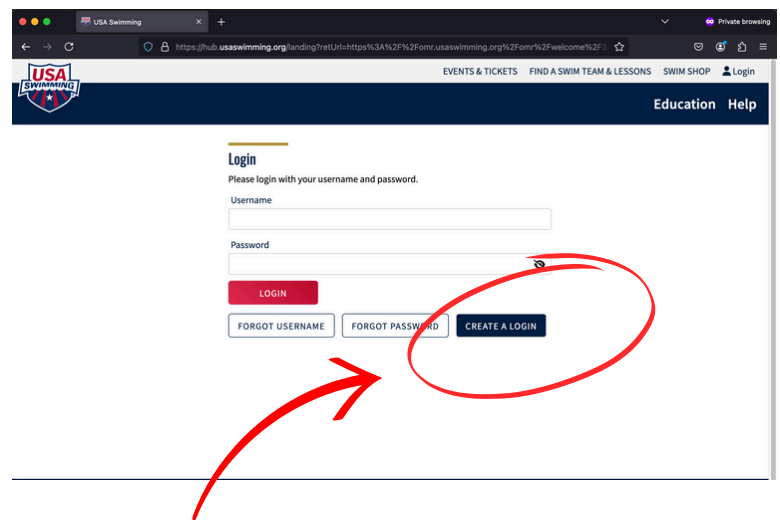 USA Swimming
Private browsing
https://hub.usaswimming.org/landing?retUrl=https%3A%2F%2Fomr.usaswimming.org%2Fomr%2Fwelcome%2F
USA
SWIMMING
EVENTS & TICKETS FIND A SWIM TEAM & LESSONS SWIM SHOP Login
Education Help
Login
Please login with your username and password.
Username
Password
LOGIN
FORGOT USERNAME FORGOT PASSWORD CREATE A LOGIN